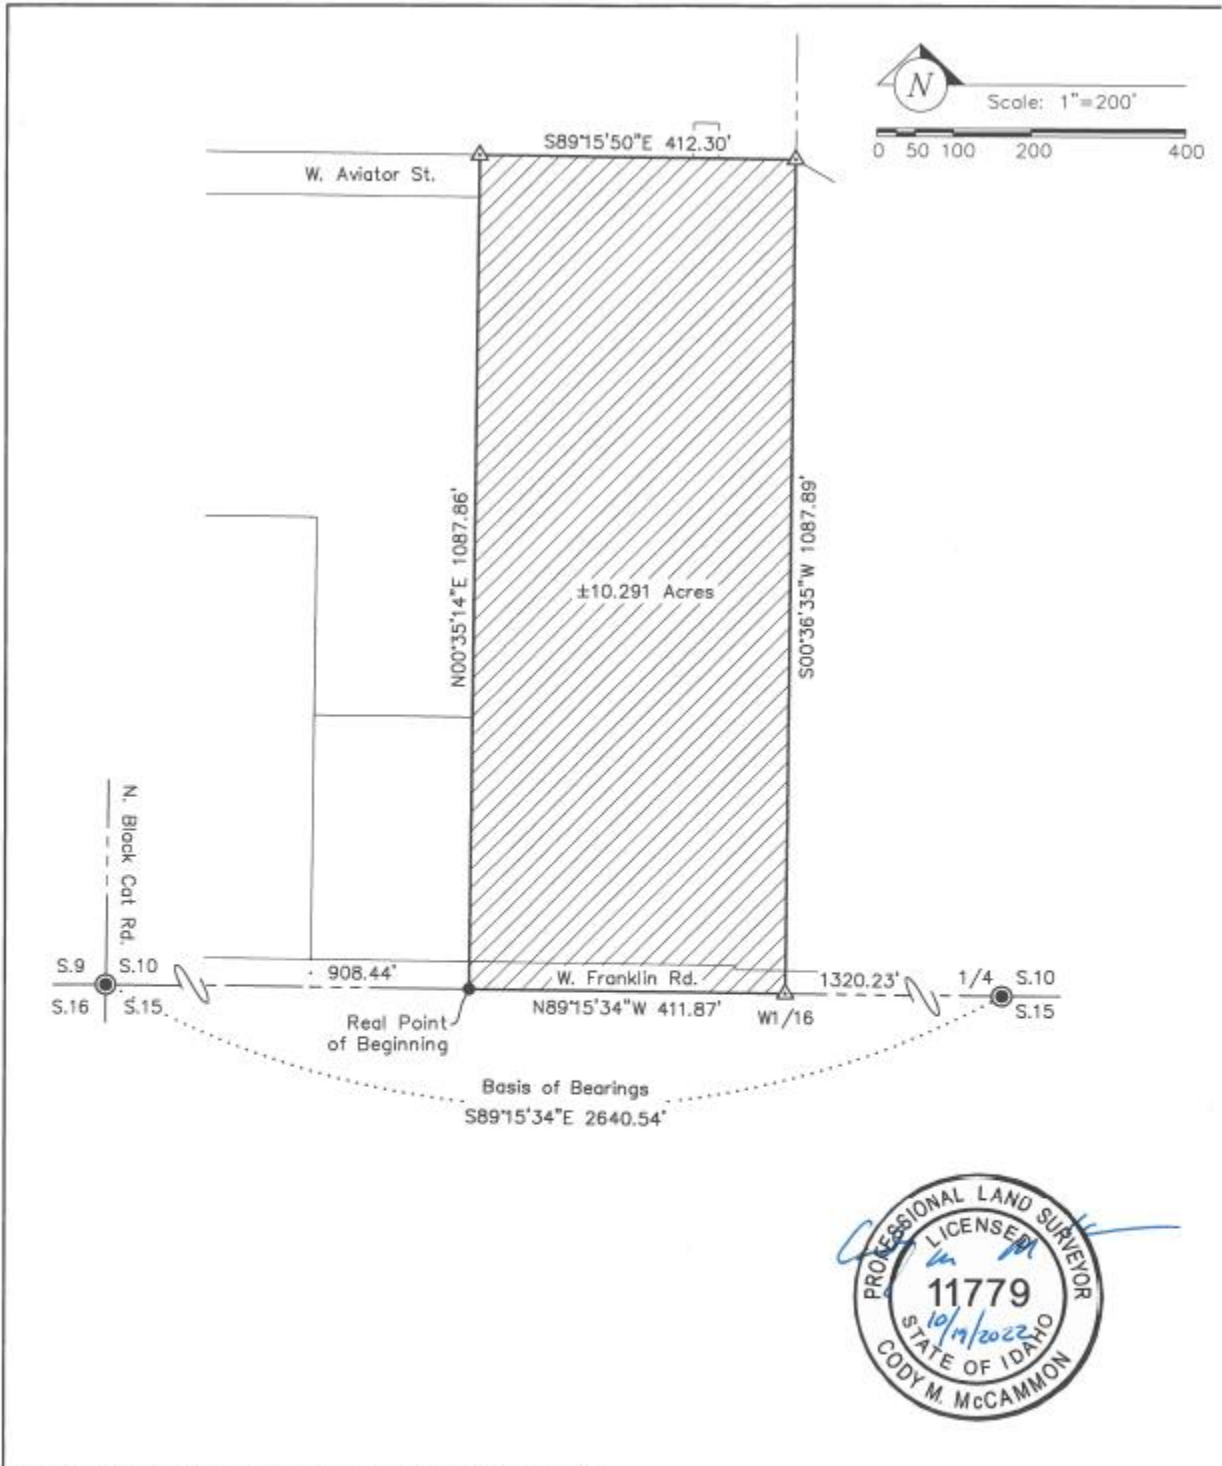 N
Scale: 1"=200'
0 50 100 200 400
S89°15'50"E 412.30'
W. Aviator St.
N00°35'14"E 1087.86'
S00°36'35"W 1087.89'
±10.291 Acres
N. Black Cat Rd.
S.9 S.10
S.16 S.15
908.44'
W. Franklin Rd.
1320.23'
1/4 S.10
S.15
N89°15'34"W 411.87'
W1/16
Real Point
of Beginning
Basis of Bearings
S89°15'34"E 2640.54'
PROFESSIONAL LAND SURVEYOR
LICENSED
11779
10/19/2022
STATE OF IDAHO
CODY M. McCAMMON